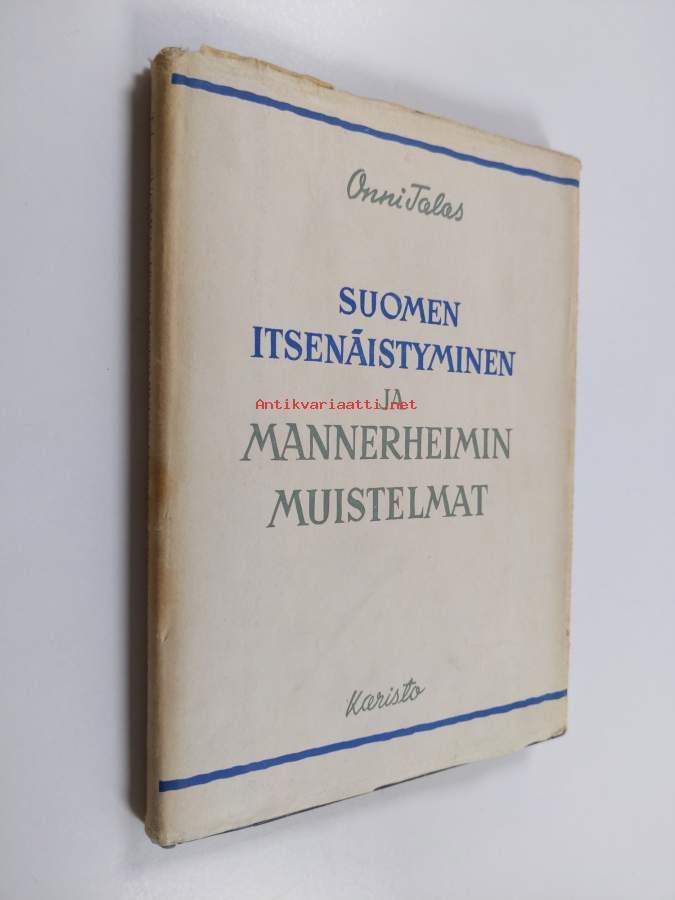 Onni Talas
SUOMEN
ITSENÄISTYMINEN
JA
Antikvariaatti.net
MANNERHEIMIN
MUISTELMAT
Karisto